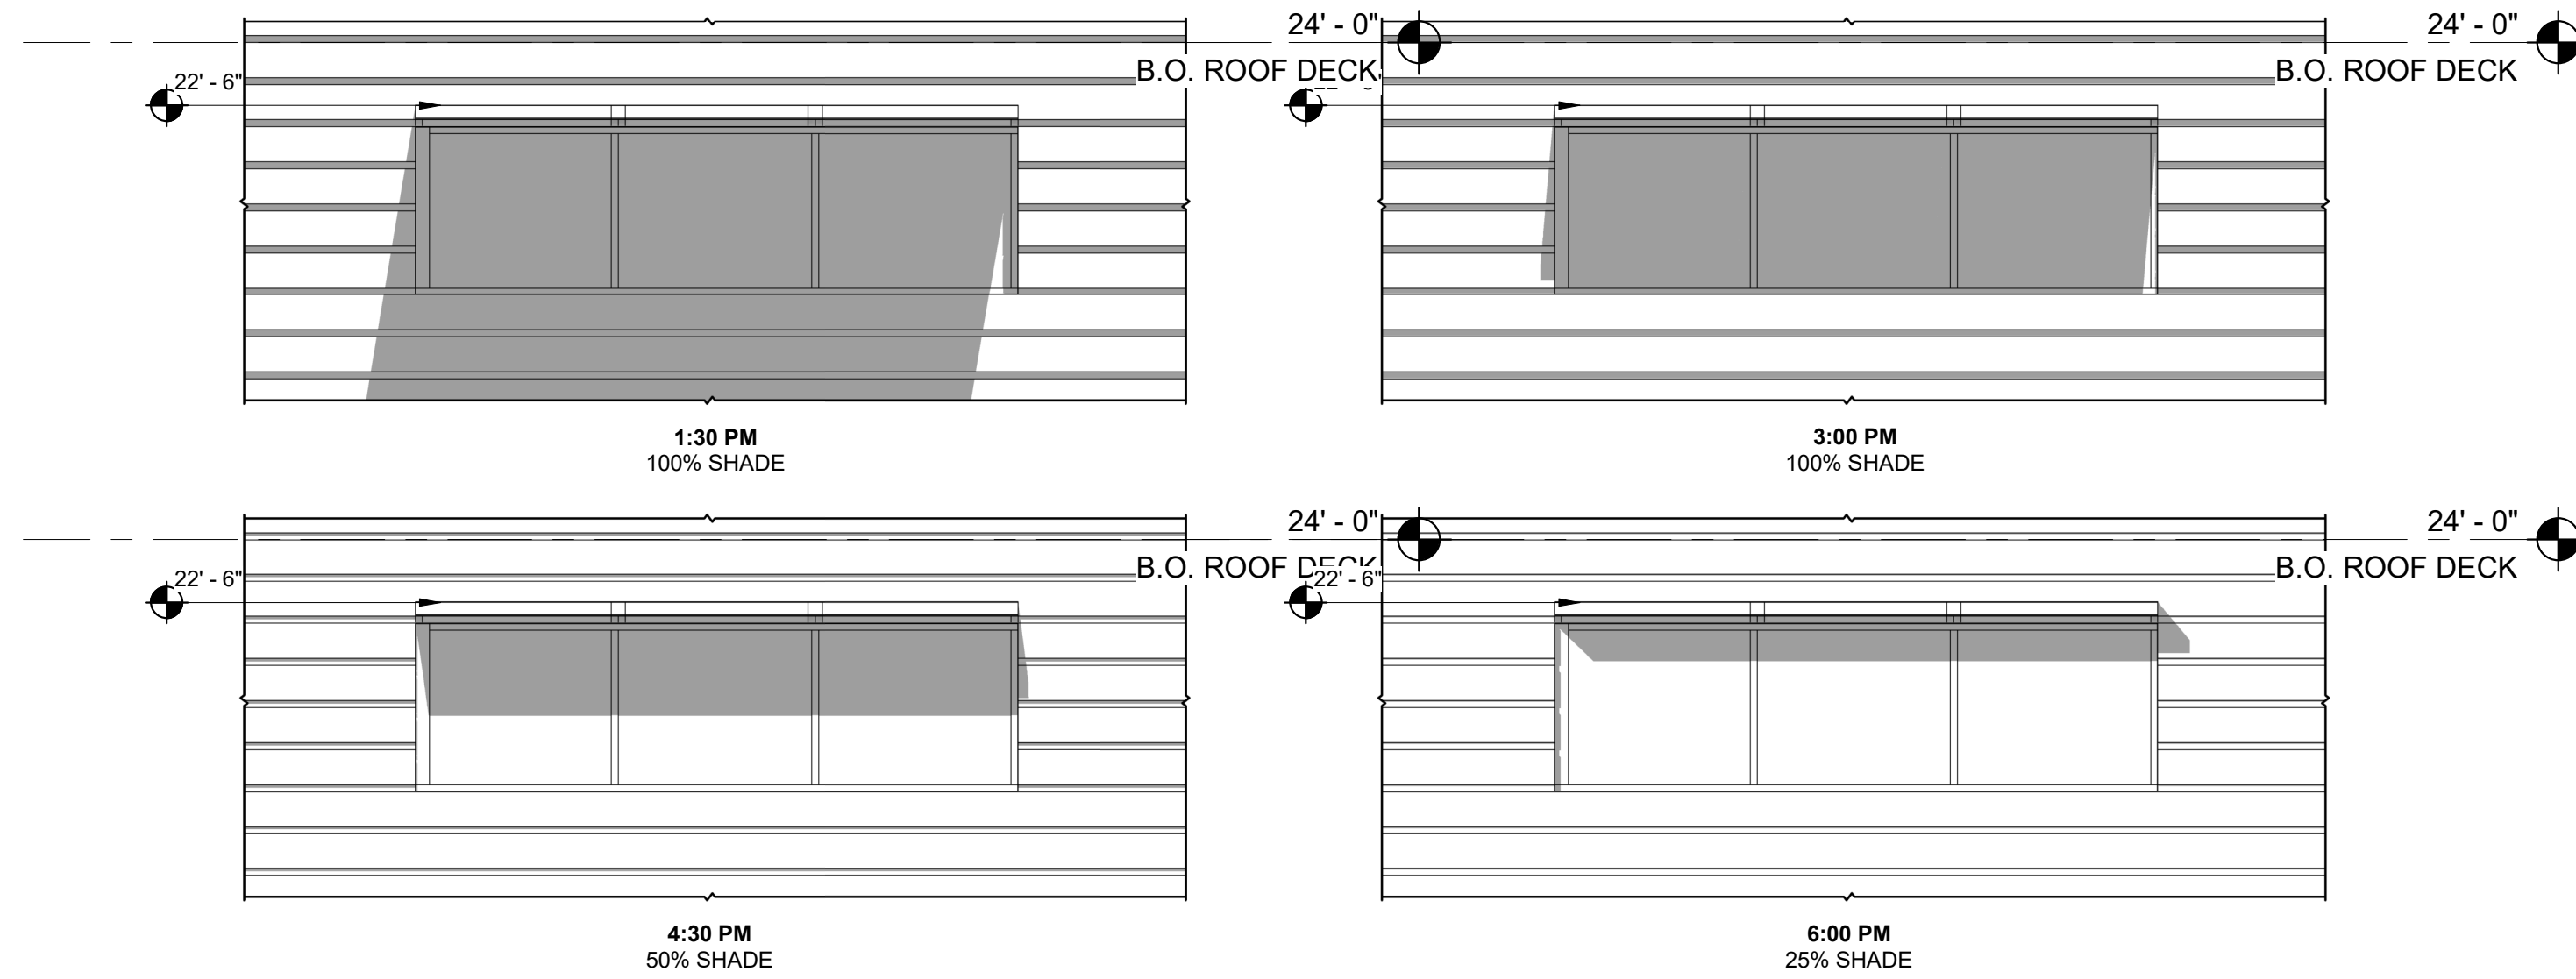 24' - 0"
24' - 0"
B.O. ROOF DECK
B.O. ROOF DECK
22' - 6"
1:30 PM
100% SHADE
3:00 PM
100% SHADE
24' - 0"
24' - 0"
B.O. ROOF DECK
B.O. ROOF DECK
22' - 6"
22' - 6"
4:30 PM
50% SHADE
6:00 PM
25% SHADE